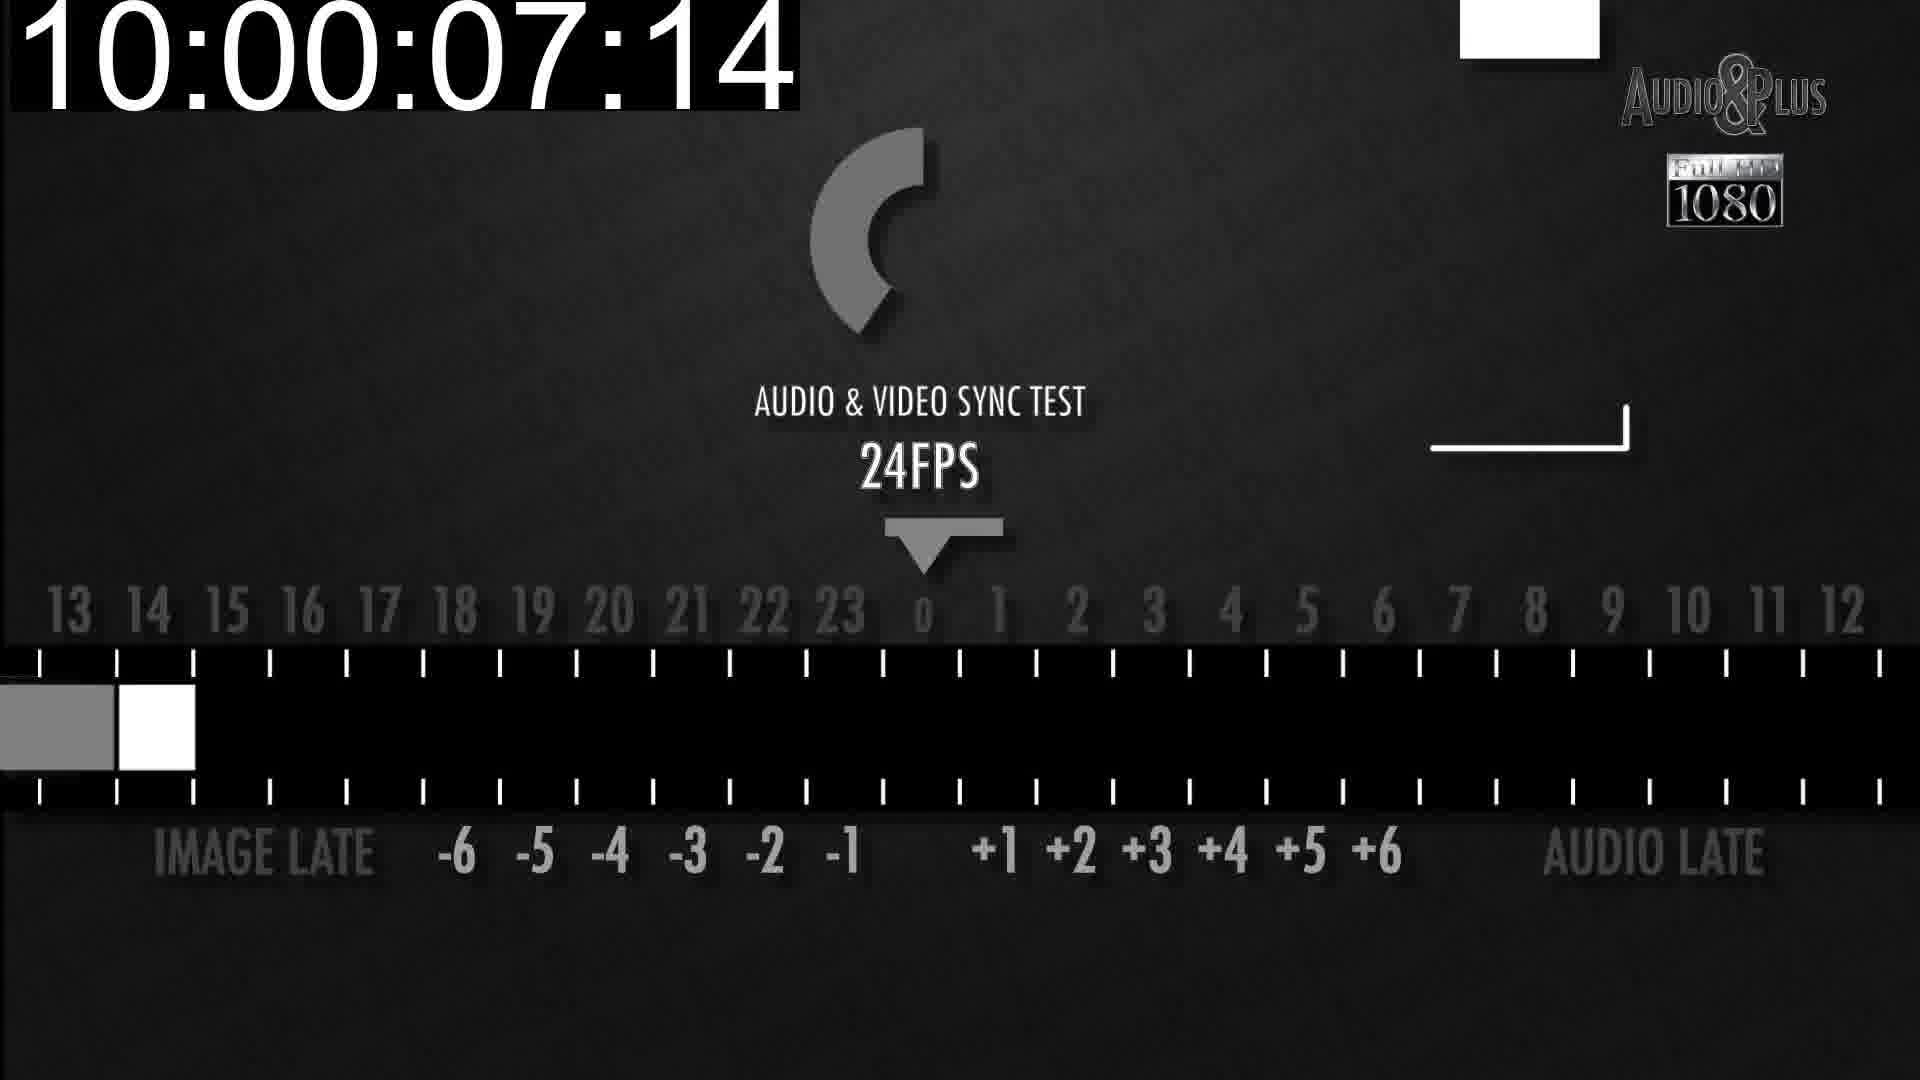 10:00:07:14
AUDIO&PLUS
FULL HD
1080
AUDIO & VIDEO SYNC TEST
24FPS
13 14 15 16 17 18 19 20 21 22 23 0 1 2 3 4 5 6 7 8 9 10 11 12
IMAGE LATE -6 -5 -4 -3 -2 -1 +1 +2 +3 +4 +5 +6 AUDIO LATE